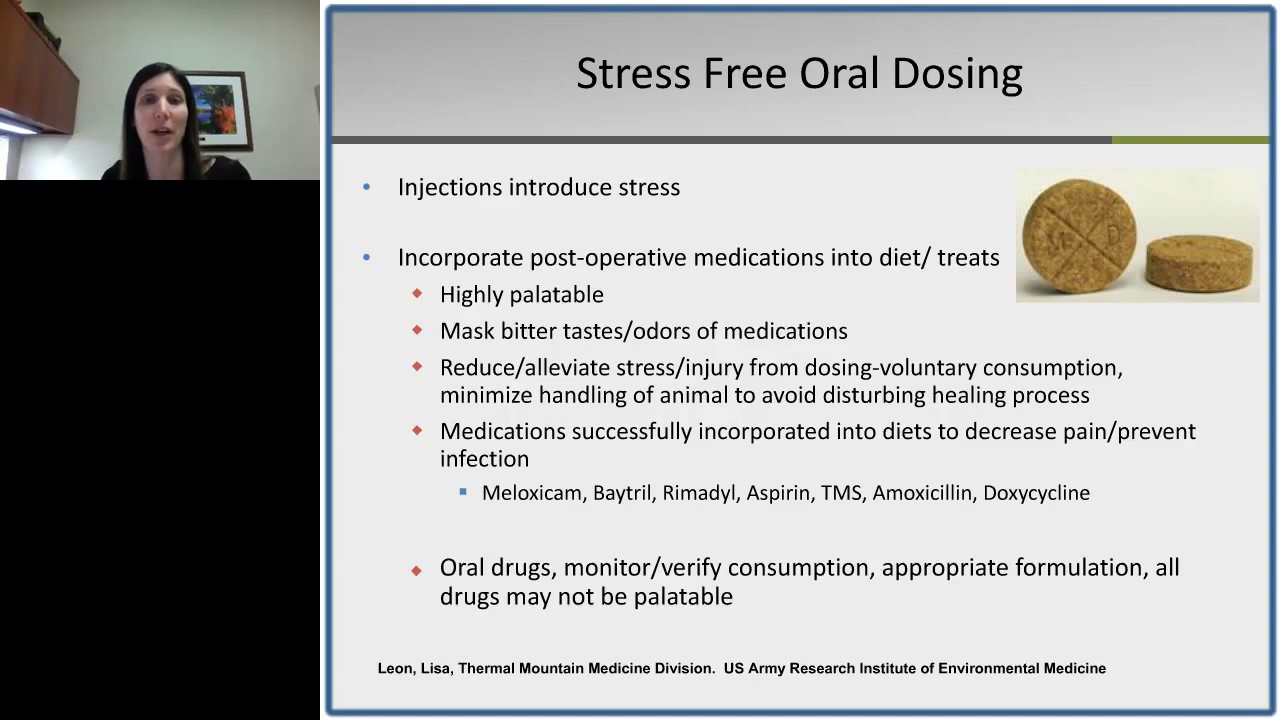 Stress Free Oral Dosing
• Injections introduce stress
• Incorporate post-operative medications into diet/ treats
Highly palatable
Mask bitter tastes/odors of medications
Reduce/alleviate stress/injury from dosing-voluntary consumption,
minimize handling of animal to avoid disturbing healing process
Medications successfully incorporated into diets to decrease pain/prevent
infection
Meloxicam, Baytril, Rimadyl, Aspirin, TMS, Amoxicillin, Doxycycline
Oral drugs, monitor/verify consumption, appropriate formulation, all
drugs may not be palatable
Leon, Lisa, Thermal Mountain Medicine Division.  US Army Research Institute of Environmental Medicine